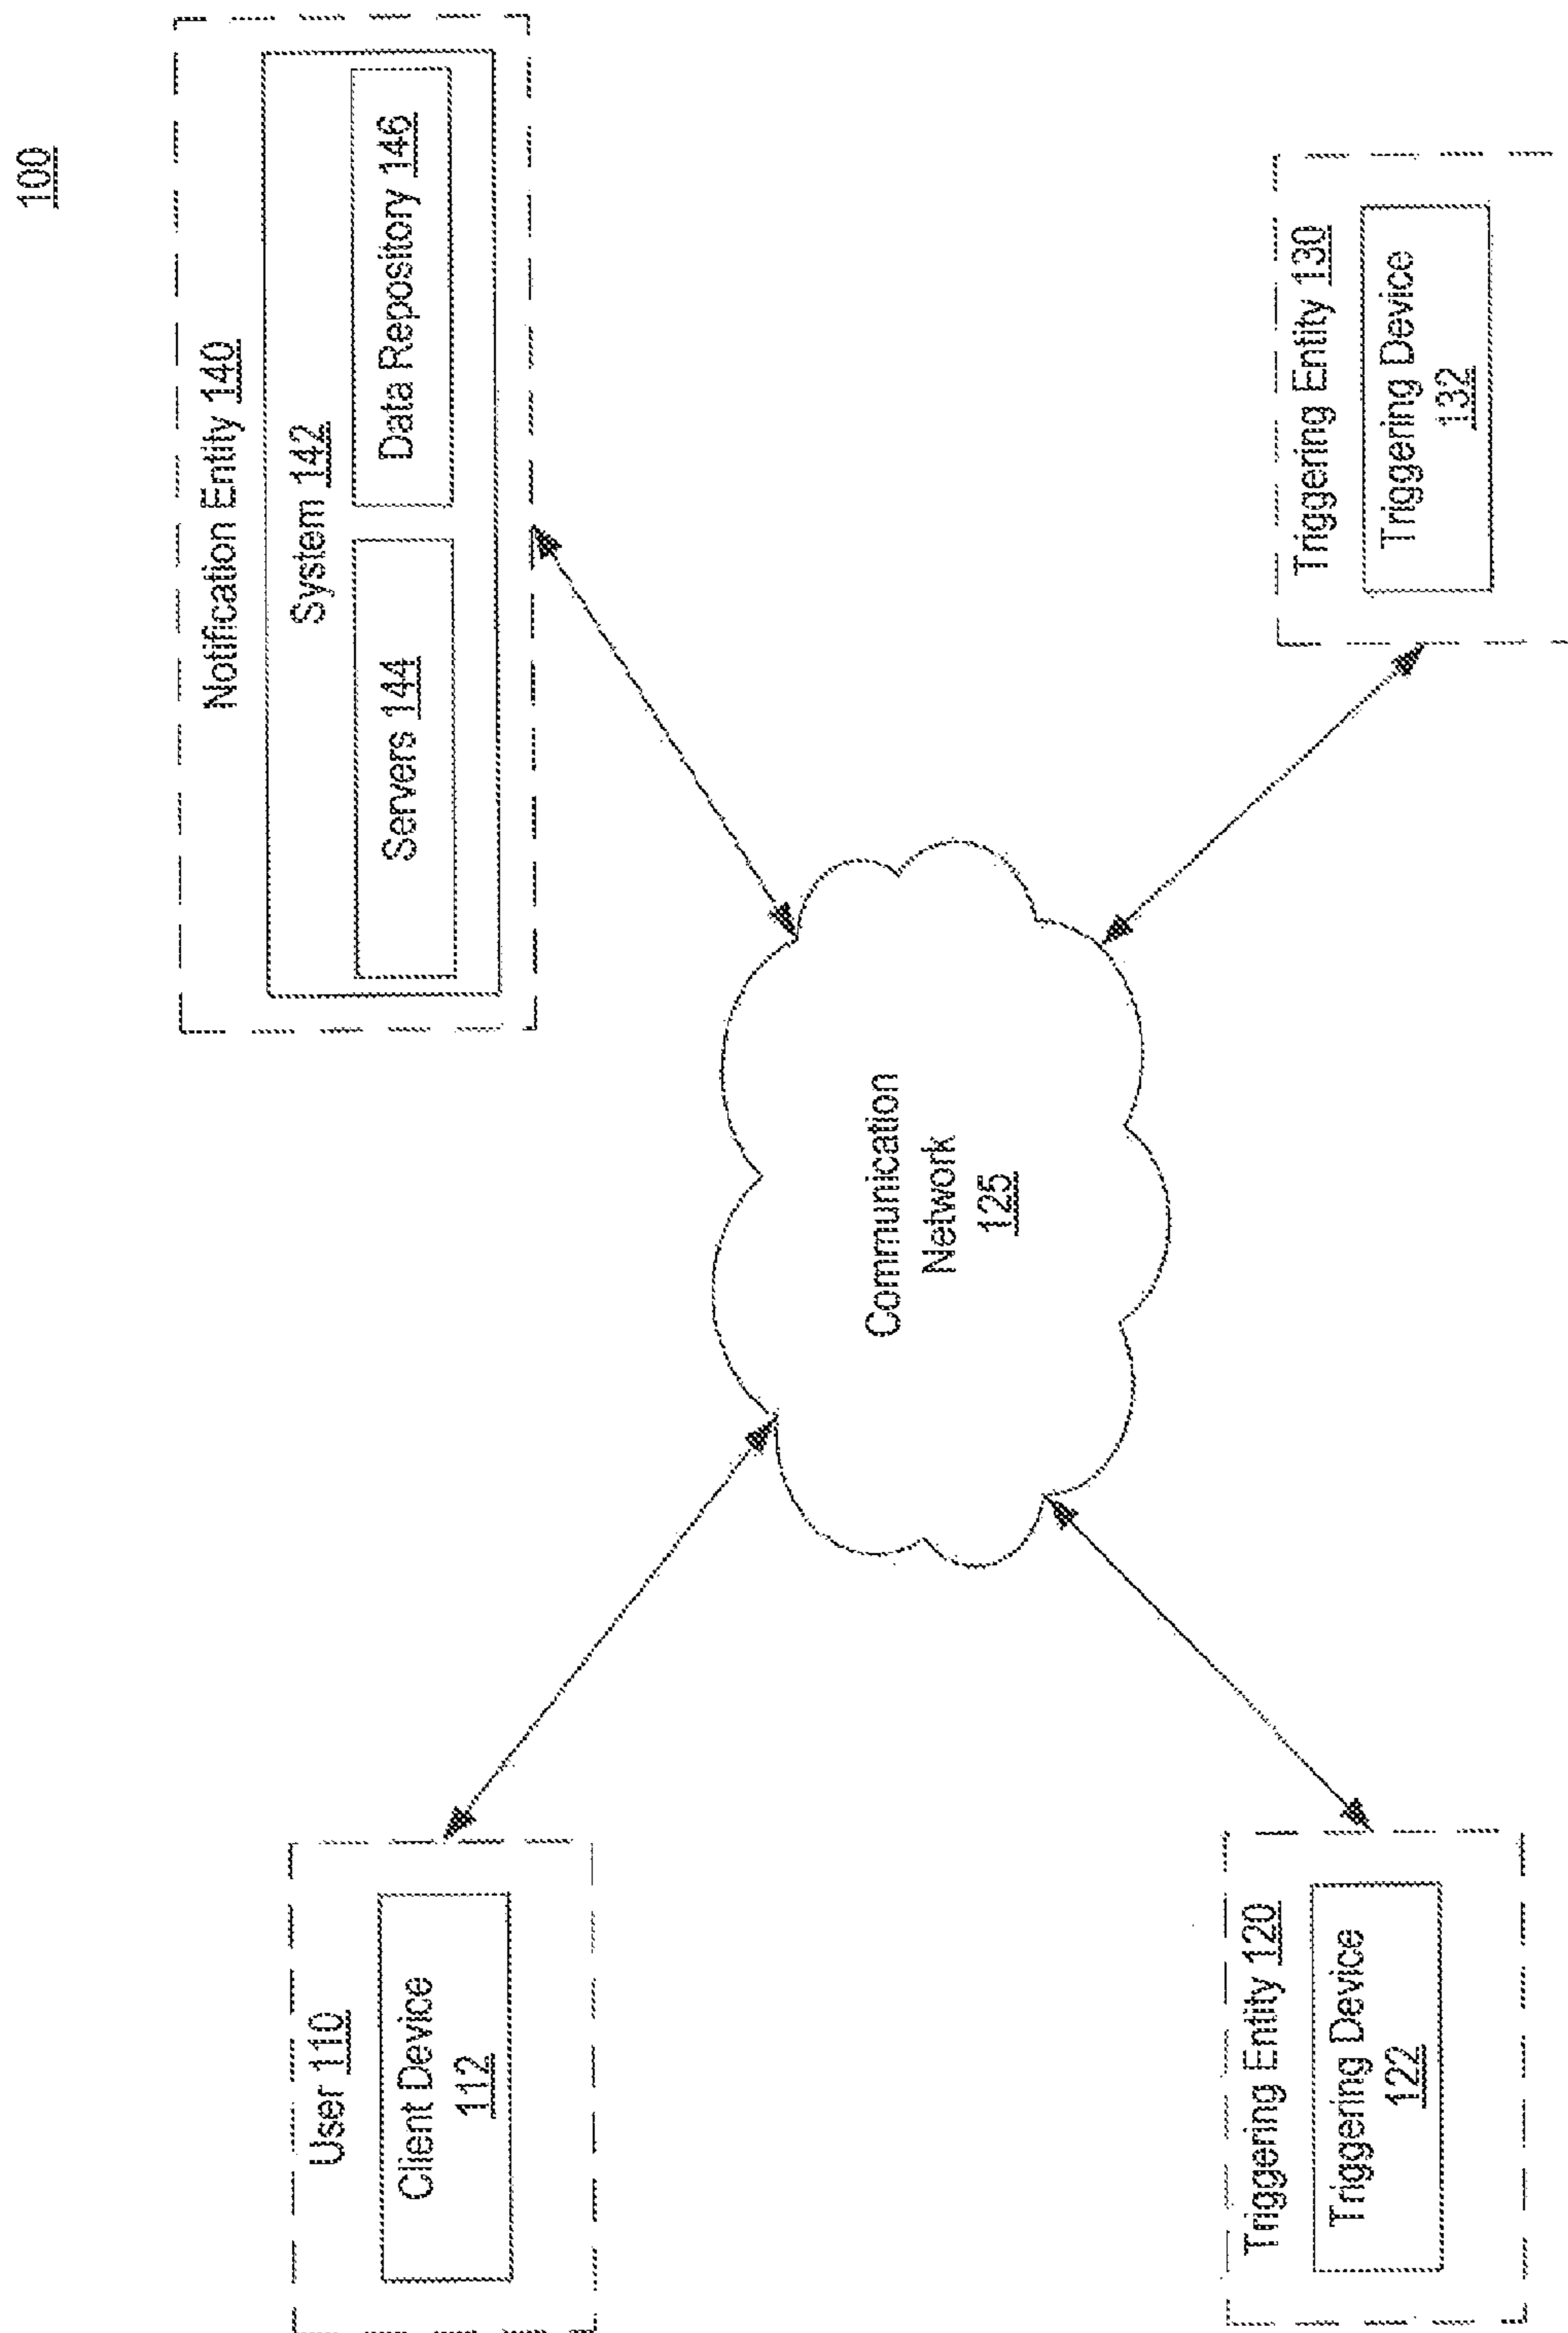 100
User 110
Client Device
112
Notification Entity 140
System 142
Servers 144
Data Repository 146
Communication
Network
125
Triggering Entity 120
Triggering Device
122
Triggering Entity 130
Triggering Device
132